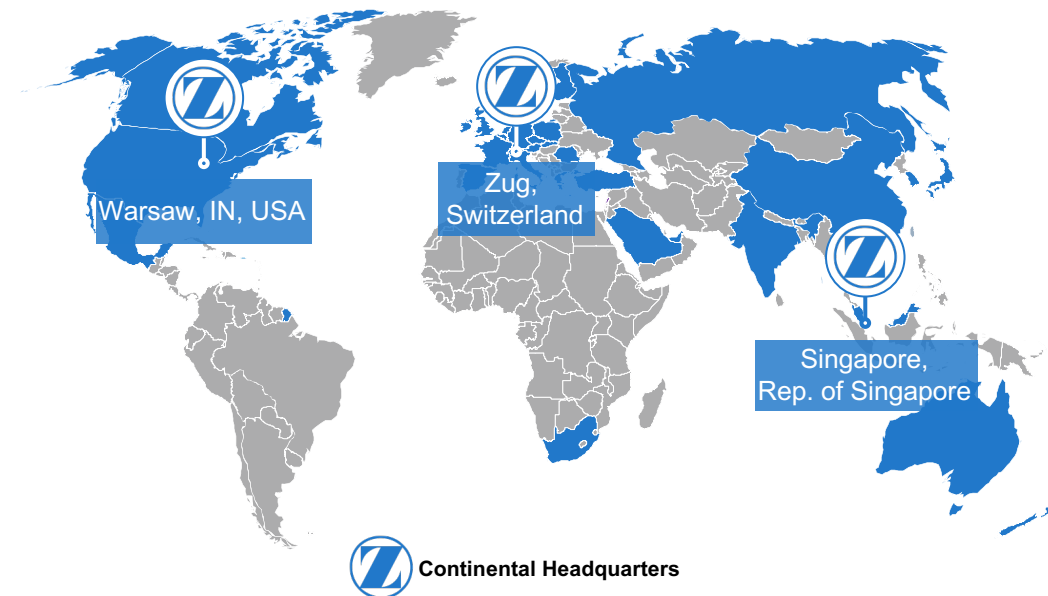 Z
Z
Warsaw, IN, USA
Zug,
Switzerland
Z
Singapore,
Rep. of Singapore
Z Continental Headquarters